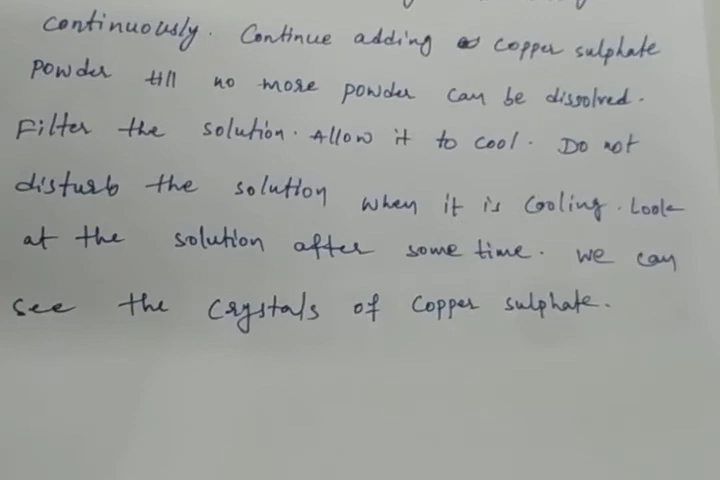 continuously. Continue adding copper sulphate
powder till no more powder can be dissolved.
Filter the solution. Allow it to cool. Do not
disturb the solution when it is cooling. Look
at the solution after some time. we can
see the crystals of copper sulphate.